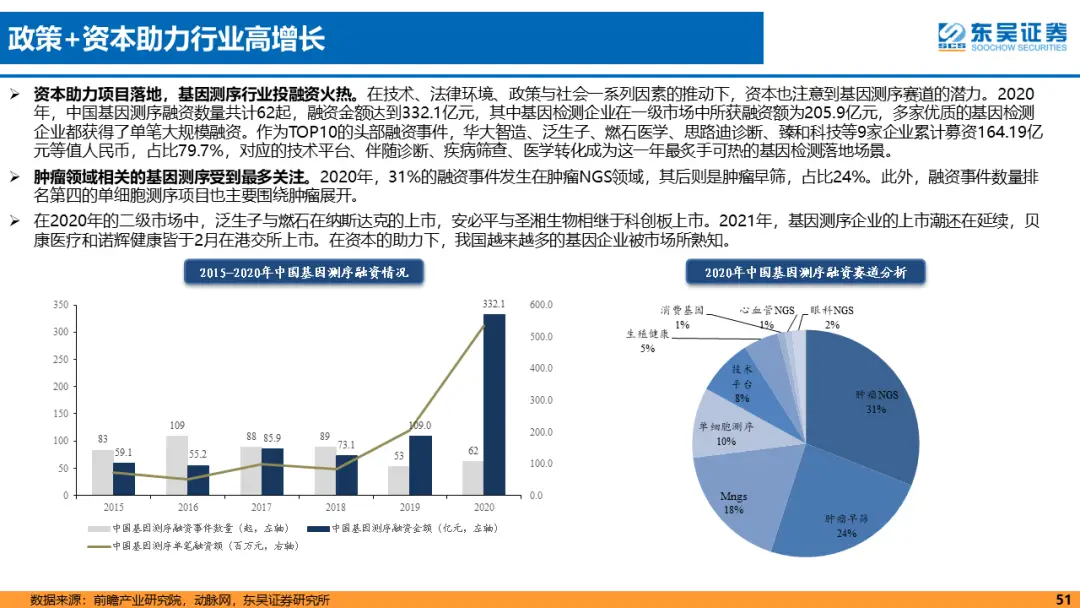 政策+资本助力行业高增长
东吴证券
SCS
SOOCHOW SECURITIES
➢ 资本助力项目落地，基因测序行业投融资火热。在技术、法律环境、政策与社会一系列因素的推动下，资本也注意到基因测序赛道的潜力。2020
年，中国基因测序融资数量共计62起，融资金额达到332.1亿元，其中基因检测企业在一级市场中所获融资额为205.9亿元，多家优质的基因检测
企业都获得了单笔大规模融资。作为TOP10的头部融资事件，华大智造、泛生子、燃石医学、思路迪诊断、臻和科技等9家企业累计募资164.19亿
元等值人民币，占比79.7%，对应的技术平台、伴随诊断、疾病筛查、医学转化成为这一年最炙手可热的基因检测落地场景。
➢ 肿瘤领域相关的基因测序受到最多关注。2020年，31%的融资事件发生在肿瘤NGS领域，其后则是肿瘤早筛，占比24%。此外，融资事件数量排
名第四的单细胞测序项目也主要围绕肿瘤展开。
➢ 在2020年的二级市场中，泛生子与燃石在纳斯达克的上市，安必平与圣湘生物相继于科创板上市。2021年，基因测序企业的上市潮还在延续，贝
康医疗和诺辉健康皆于2月在港交所上市。在资本的助力下，我国越来越多的基因企业被市场所熟知。
2015-2020年中国基因测序融资情况
350
300
250
200
150
100
50
0
600.0
500.0
400.0
300.0
200.0
100.0
0.0
83
59.1
109
55.2
88
85.9
89
73.1
53
109.0
62
332.1
2015
2016
2017
2018
2019
2020
中国基因测序融资事件数量（起，左轴）
中国基因测序融资金额（亿元，左轴）
中国基因测序单笔融资额（百万元，右轴）
2020年中国基因测序融资赛道分析
消费基因
1%
心血管NGS
1%
眼科NGS
2%
生殖健康
5%
技术
平台
8%
肿瘤NGS
31%
单细胞测序
10%
Mngs
18%
肿瘤早筛
24%
数据来源：前瞻产业研究院，动脉网，东吴证券研究所
51